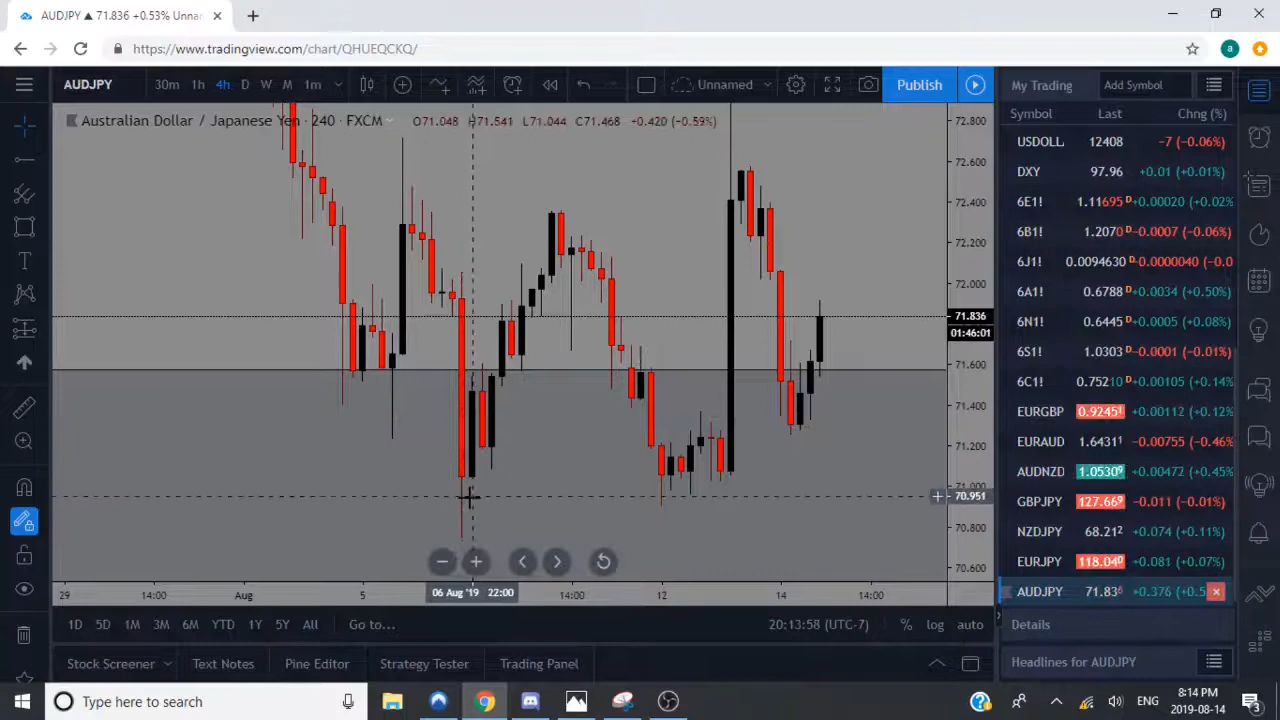 AUDJPY ▲ 71.836 +0.53% Unnar
https://www.tradingview.com/chart/QHUEQCKQ/
a
AUDJPY 30m 1h 4h D W M 1m Unnamed Publish My Trading Add Symbol
Australian Dollar / Japanese Yen · 240 · FXCM O71.048 H71.541 L71.044 C71.468 +0.420 (+0.59%)
Symbol Last Chng (%)
USDOLL 12408 −7 (−0.06%)
DXY 97.96 +0.01 (+0.01%)
6E1! 1.11695 D +0.00020 (+0.02%
6B1! 1.2070 D −0.0007 (−0.06%)
6J1! 0.0094630 D −0.0000040 (−0.0
6A1! 0.6788 D +0.0034 (+0.50%)
6N1! 0.6445 D +0.0005 (+0.08%)
6S1! 1.0303 D −0.0001 (−0.01%)
6C1! 0.75210 D +0.00105 (+0.14%
EURGBP 0.9245¹ +0.00112 (+0.12%
EURAUD 1.6431¹ −0.00755 (−0.46%
AUDNZD 1.0530⁹ +0.00472 (+0.45%
GBPJPY 127.66⁹ −0.011 (−0.01%)
NZDJPY 68.21² +0.074 (+0.11%)
EURJPY 118.04⁰ +0.081 (+0.07%)
AUDJPY 71.83⁶ +0.376 (+0.5
72.800
72.600
72.400
72.200
72.000
71.836
01:46:01
71.600
71.400
71.200
71.000
70.951
70.800
70.600
29 14:00 Aug 5 06 Aug '19 22:00 14:00 12 14 14:00
1D 5D 1M 3M 6M YTD 1Y 5Y All Go to... 20:13:58 (UTC-7) % log auto
Details
Stock Screener Text Notes Pine Editor Strategy Tester Trading Panel
Headlines for AUDJPY
Type here to search
ENG
8:14 PM
2019-08-14
3